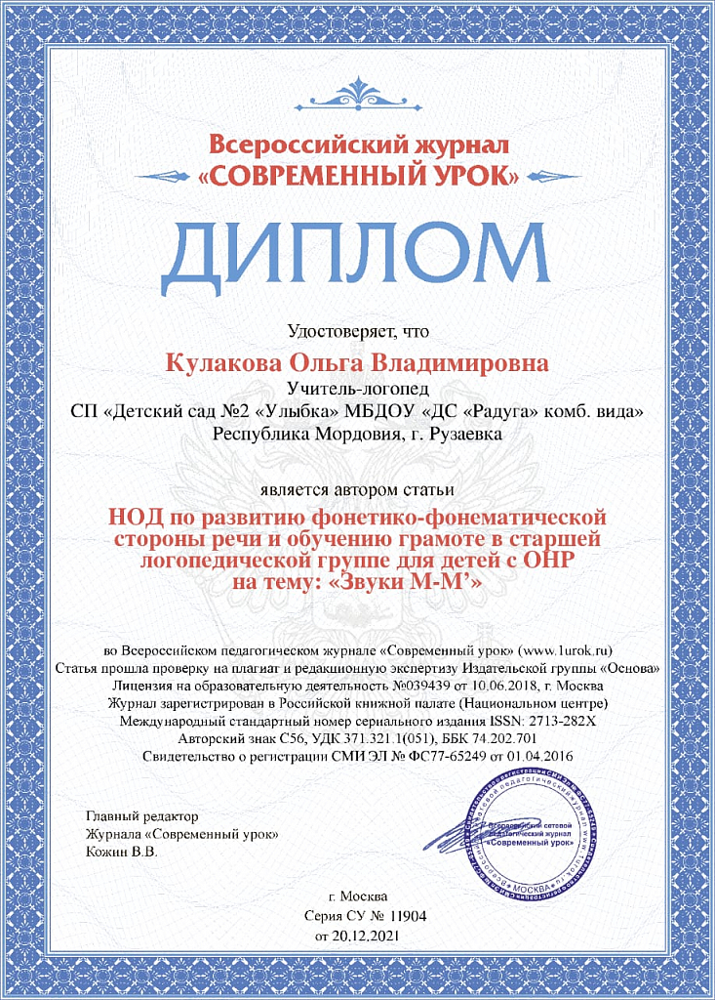 Всероссийский журнал
«СОВРЕМЕННЫЙ УРОК»
ДИПЛОМ
Удостоверяет, что
Кулакова Ольга Владимировна
Учитель-логопед
СП «Детский сад №2 «Улыбка» МБДОУ «ДС «Радуга» комб. вида»
Республика Мордовия, г. Рузаевка
является автором статьи
НОД по развитию фонетико-фонематической
стороны речи и обучению грамоте в старшей
логопедической группе для детей с ОНР
на тему: «Звуки М-М’»
во Всероссийском педагогическом журнале «Современный урок» (www.1urok.ru)
Статья прошла проверку на плагиат и редакционную экспертизу Издательской группы «Основа»
Лицензия на образовательную деятельность №039439 от 10.06.2018, г. Москва
Журнал зарегистрирован в Российской книжной палате (Национальном центре)
Международный стандартный номер сериального издания ISSN: 2713-282X
Авторский знак С56, УДК 371.321.1(051), ББК 74.202.701
Свидетельство о регистрации СМИ ЭЛ № ФС77-65249 от 01.04.2016
Главный редактор
Журнала «Современный урок»
Кожин В.В.
Всероссийский сетевой
педагогический журнал
«Современный урок»
МОСКВА
г. Москва
Серия СУ № 11904
от 20.12.2021